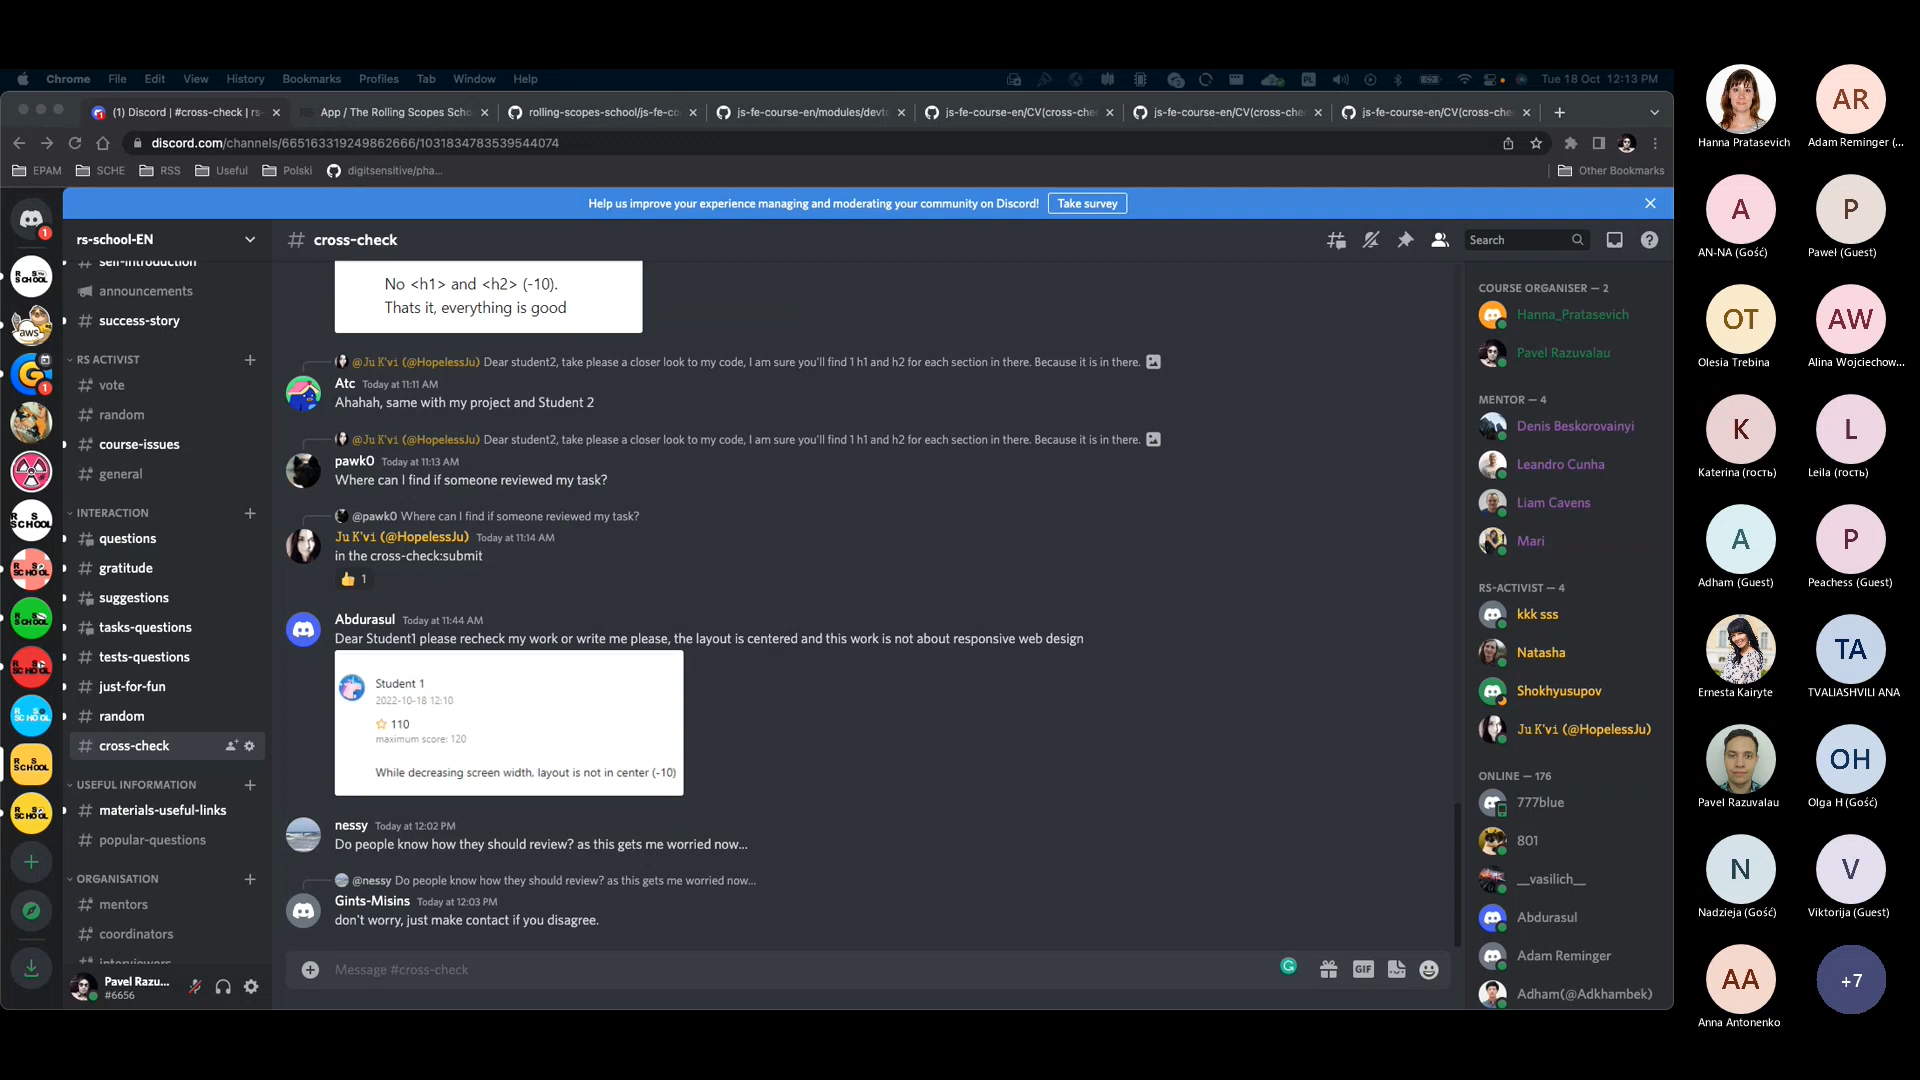 Chrome File Edit View History Bookmarks Profiles Tab Window Help
PL
Tue 18 Oct 12:13 PM
(1) Discord | #cross-check | rs-
App / The Rolling Scopes Scho
rolling-scopes-school/js-fe-co
js-fe-course-en/modules/devto
js-fe-course-en/CV(cross-che
js-fe-course-en/CV(cross-che
js-fe-course-en/CV(cross-che
discord.com/channels/665163319249862666/1031834783539544074
EPAM
SCHE
RSS
Useful
Polski
digitsensitive/pha...
Other Bookmarks
Help us improve your experience managing and moderating your community on Discord!
Take survey
rs-school-EN
self-introduction
announcements
success-story
RS ACTIVIST
vote
random
course-issues
general
INTERACTION
questions
gratitude
suggestions
tasks-questions
tests-questions
just-for-fun
random
cross-check
USEFUL INFORMATION
materials-useful-links
popular-questions
ORGANISATION
mentors
coordinators
interviewers
Pavel Razu...
#6656
cross-check
Search
No <h1> and <h2> (-10).
Thats it, everything is good
@Ju K'vi (@HopelessJu) Dear student2, take please a closer look to my code, I am sure you'll find 1 h1 and h2 for each section in there. Because it is in there.
Atc Today at 11:11 AM
Ahahah, same with my project and Student 2
@Ju K'vi (@HopelessJu) Dear student2, take please a closer look to my code, I am sure you'll find 1 h1 and h2 for each section in there. Because it is in there.
pawk0 Today at 11:13 AM
Where can I find if someone reviewed my task?
@pawk0 Where can I find if someone reviewed my task?
Ju K'vi (@HopelessJu) Today at 11:14 AM
in the cross-check:submit
1
Abdurasul Today at 11:44 AM
Dear Student1 please recheck my work or write me please, the layout is centered and this work is not about responsive web design
Student 1
2022-10-18 12:10
110
maximum score: 120
While decreasing screen width, layout is not in center (-10)
nessy Today at 12:02 PM
Do people know how they should review? as this gets me worried now...
@nessy Do people know how they should review? as this gets me worried now...
Gints-Misins Today at 12:03 PM
don't worry, just make contact if you disagree.
Message #cross-check
GIF
COURSE ORGANISER — 2
Hanna_Pratasevich
Pavel Razuvalau
MENTOR — 4
Denis Beskorovainyi
Leandro Cunha
Liam Cavens
Mari
RS-ACTIVIST — 4
kkk sss
Natasha
Shokhyusupov
Ju K'vi (@HopelessJu)
ONLINE — 176
777blue
801
__vasilich__
Abdurasul
Adam Reminger
Adham(@Adkhambek)
Hanna Pratasevich
AR
Adam Reminger (...
A
AN-NA (Gość)
P
Paweł (Guest)
OT
Olesia Trebina
AW
Alina Wojciechow...
K
Katerina (гость)
L
Leila (гость)
A
Adham (Guest)
P
Peachess (Guest)
Ernesta Kairyte
TA
TVALIASHVILI ANA
Pavel Razuvalau
OH
Olga H (Gość)
N
Nadzieja (Gość)
V
Viktorija (Guest)
AA
Anna Antonenko
+7